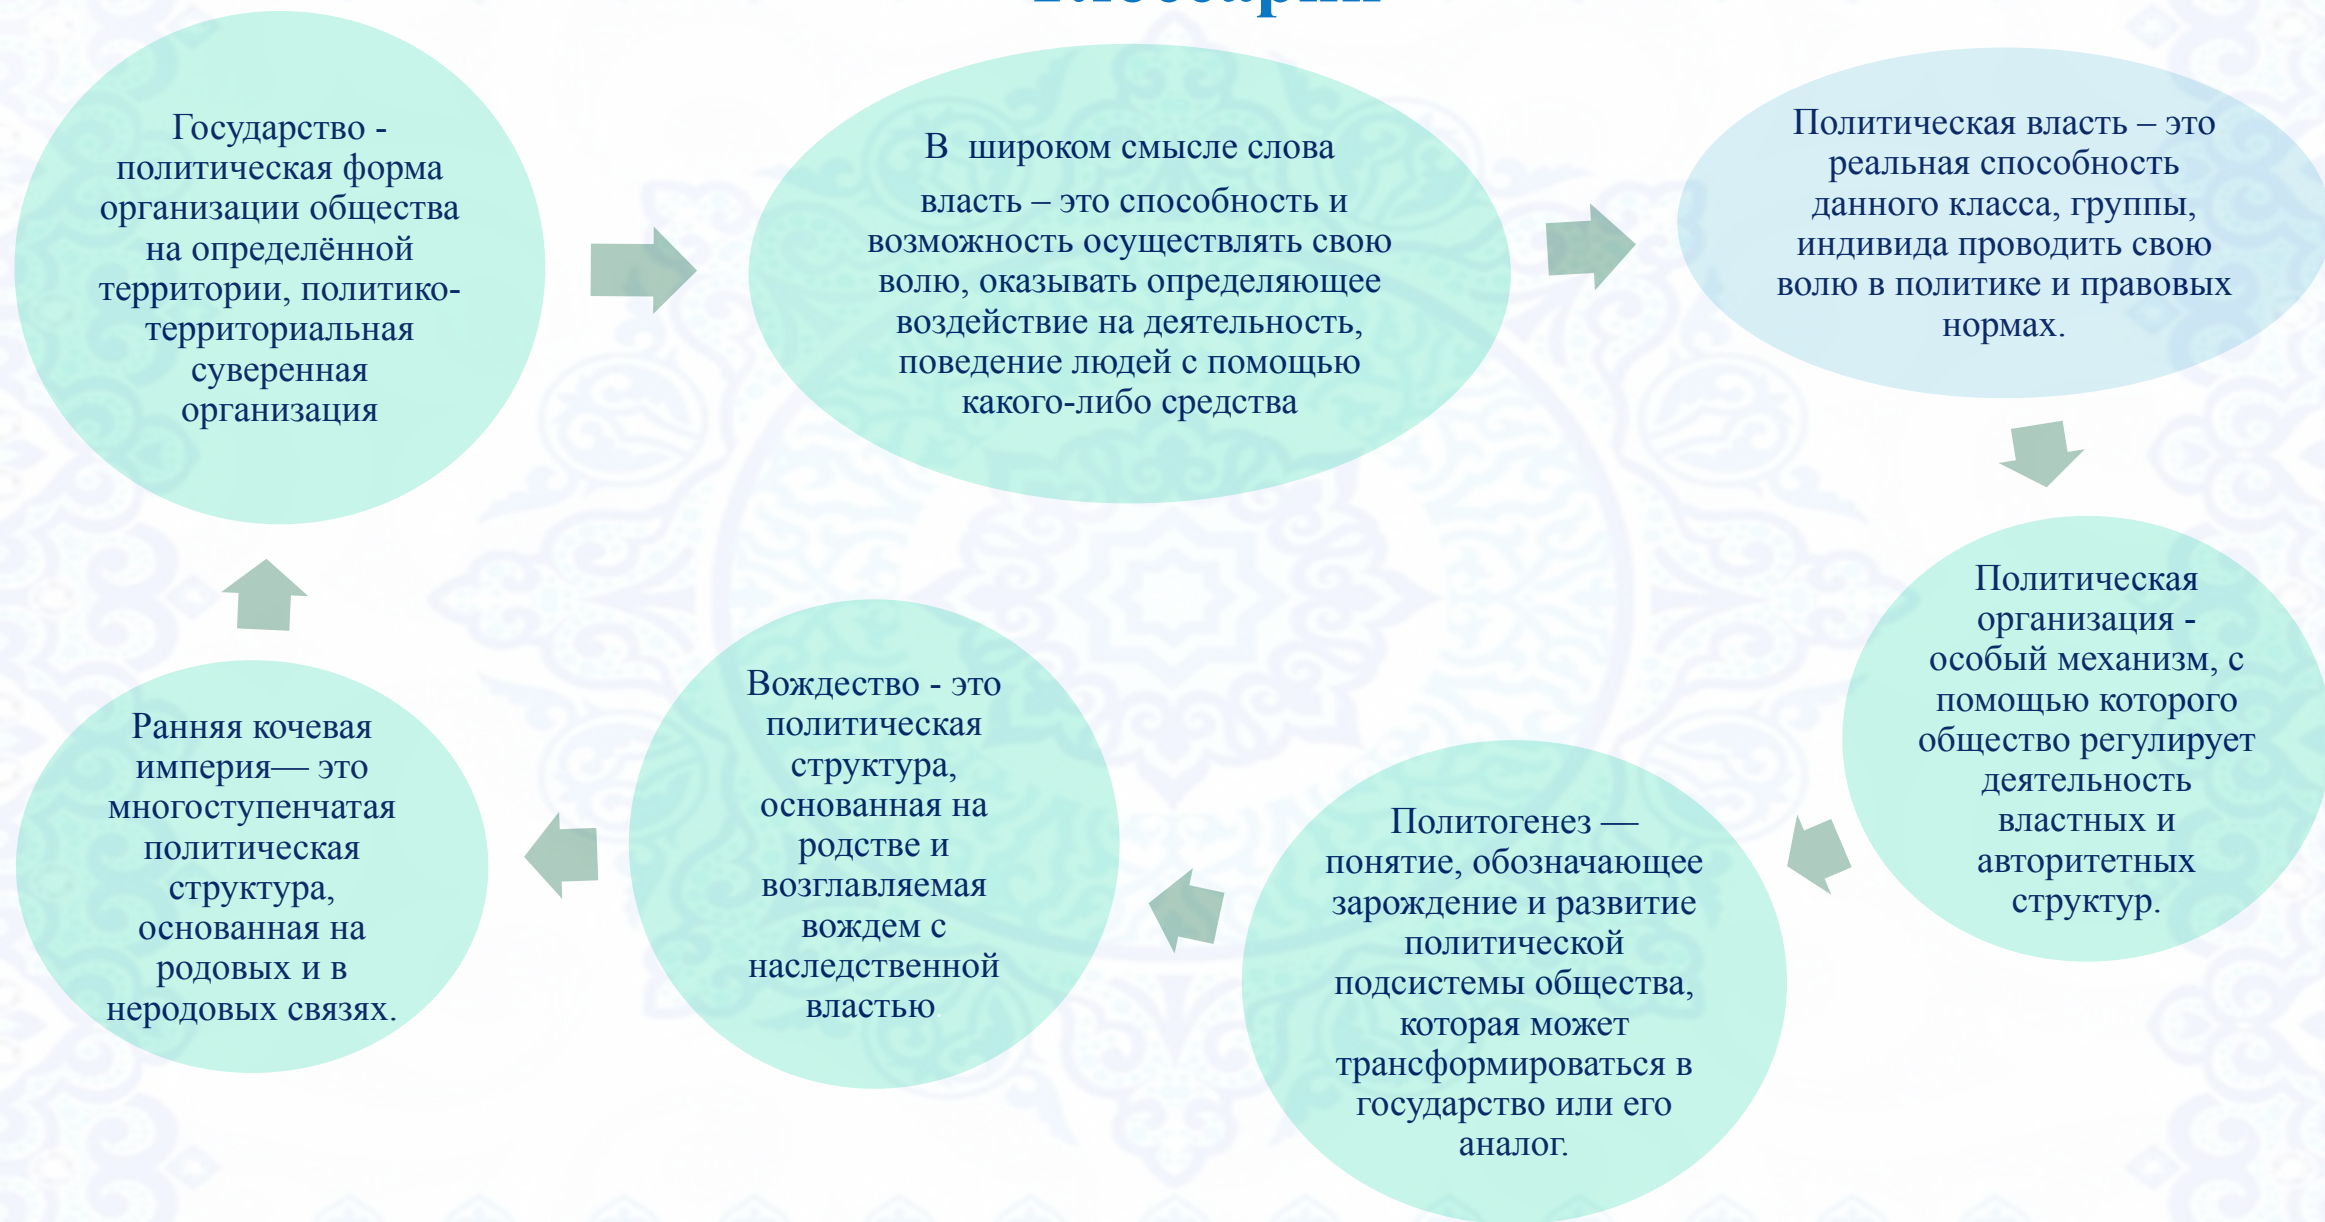 Глоссарий
Государство -
политическая форма
организации общества
на определённой
территории, политико-
территориальная
суверенная
организация
В  широком смысле слова
власть – это способность и
возможность осуществлять свою
волю, оказывать определяющее
воздействие на деятельность,
поведение людей с помощью
какого-либо средства
Политическая власть – это
реальная способность
данного класса, группы,
индивида проводить свою
волю в политике и правовых
нормах.
Политическая
организация -
особый механизм, с
помощью которого
общество регулирует
деятельность
властных и
авторитетных
структур.
Политогенез —
понятие, обозначающее
зарождение и развитие
политической
подсистемы общества,
которая может
трансформироваться в
государство или его
аналог.
Вождество - это
политическая
структура,
основанная на
родстве и
возглавляемая
вождем с
наследственной
властью.
Ранняя кочевая
империя— это
многоступенчатая
политическая
структура,
основанная на
родовых и в
неродовых связях.